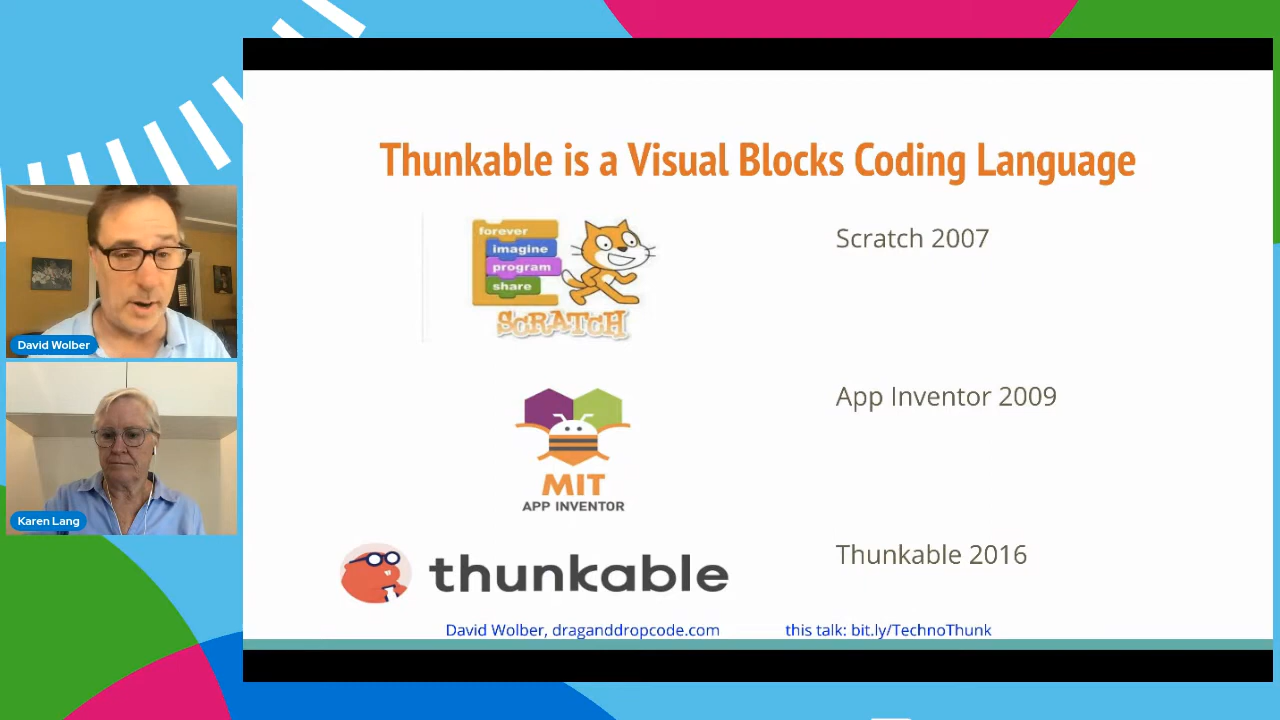 Thunkable is a Visual Blocks Coding Language
forever
imagine
program
share
SCRATCH
Scratch 2007
MIT
APP INVENTOR
App Inventor 2009
thunkable
Thunkable 2016
David Wolber, draganddropcode.com
this talk: bit.ly/TechnoThunk
David Wolber
Karen Lang